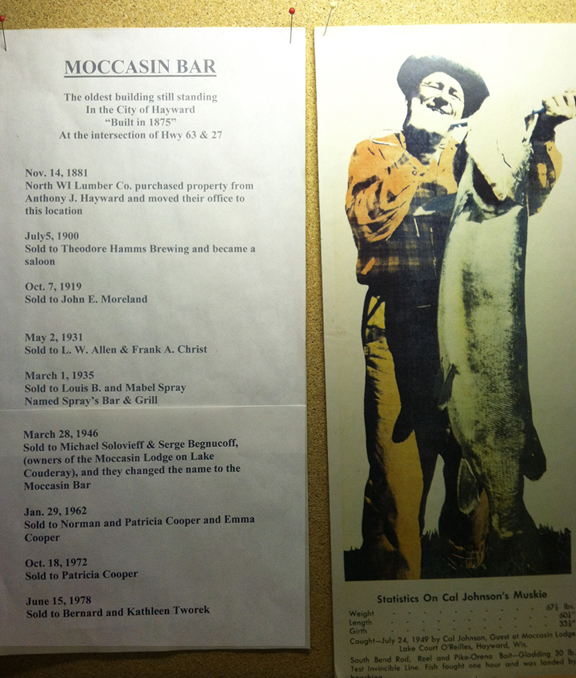 MOCCASIN BAR
The oldest building still standing
In the City of Hayward
“Built in 1875”
At the intersection of Hwy 63 & 27
Nov. 14, 1881
North WI Lumber Co. purchased property from
Anthony J. Hayward and moved their office to
this location
July5, 1900
Sold to Theodore Hamms Brewing and became a
saloon
Oct. 7, 1919
Sold to John E. Moreland
May 2, 1931
Sold to L. W. Allen & Frank A. Christ
March 1, 1935
Sold to Louis B. and Mabel Spray
Named Spray’s Bar & Grill
March 28, 1946
Sold to Michael Solovieff & Serge Begnucoff,
(owners of the Moccasin Lodge on Lake
Couderay), and they changed the name to the
Moccasin Bar
Jan. 29, 1962
Sold to Norman and Patricia Cooper and Emma
Cooper
Oct. 18, 1972
Sold to Patricia Cooper
June 15, 1978
Sold to Bernard and Kathleen Tworek
Statistics On Cal Johnson's Muskie
Weight . . . . . . . . 67½ lbs.
Length . . . . . . . . 60¼"
Girth . . . . . . . . 33½"
Caught—July 24, 1949 by Cal Johnson, Guest at Moccasin Lodge
Lake Court O'Reilles, Hayward, Wis.
South Bend Rod, Reel and Pike-Oreno Bait—Gladding 30 lb.
Test Invincible Line. Fish fought one hour and was landed by